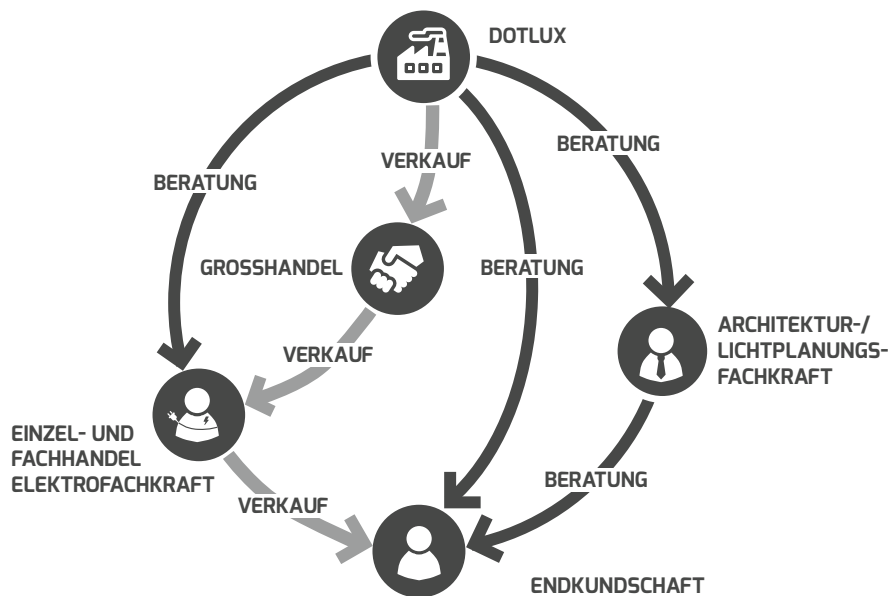 DOTLUX
BERATUNG
VERKAUF
BERATUNG
GROSSHANDEL
BERATUNG
ARCHITEKTUR-/
LICHTPLANUNGS-
FACHKRAFT
VERKAUF
EINZEL- UND
FACHHANDEL
ELEKTROFACHKRAFT
BERATUNG
VERKAUF
ENDKUNDSCHAFT